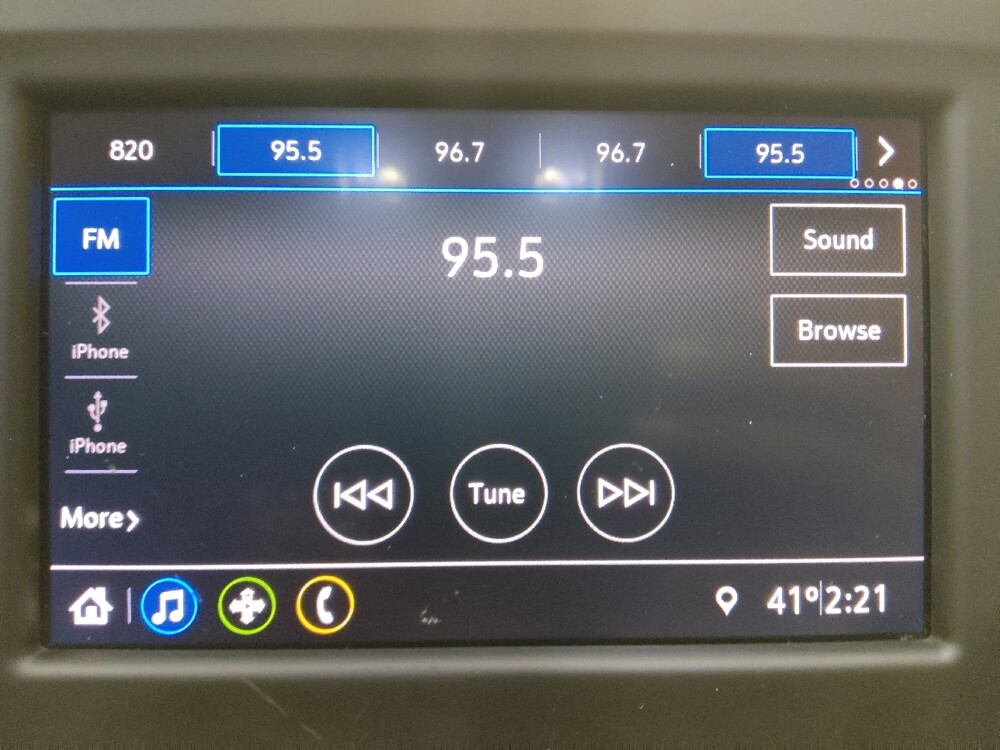 820 95.5 96.7 96.7 95.5
FM
95.5
Sound
iPhone
Browse
iPhone
Tune
More
41° 2:21